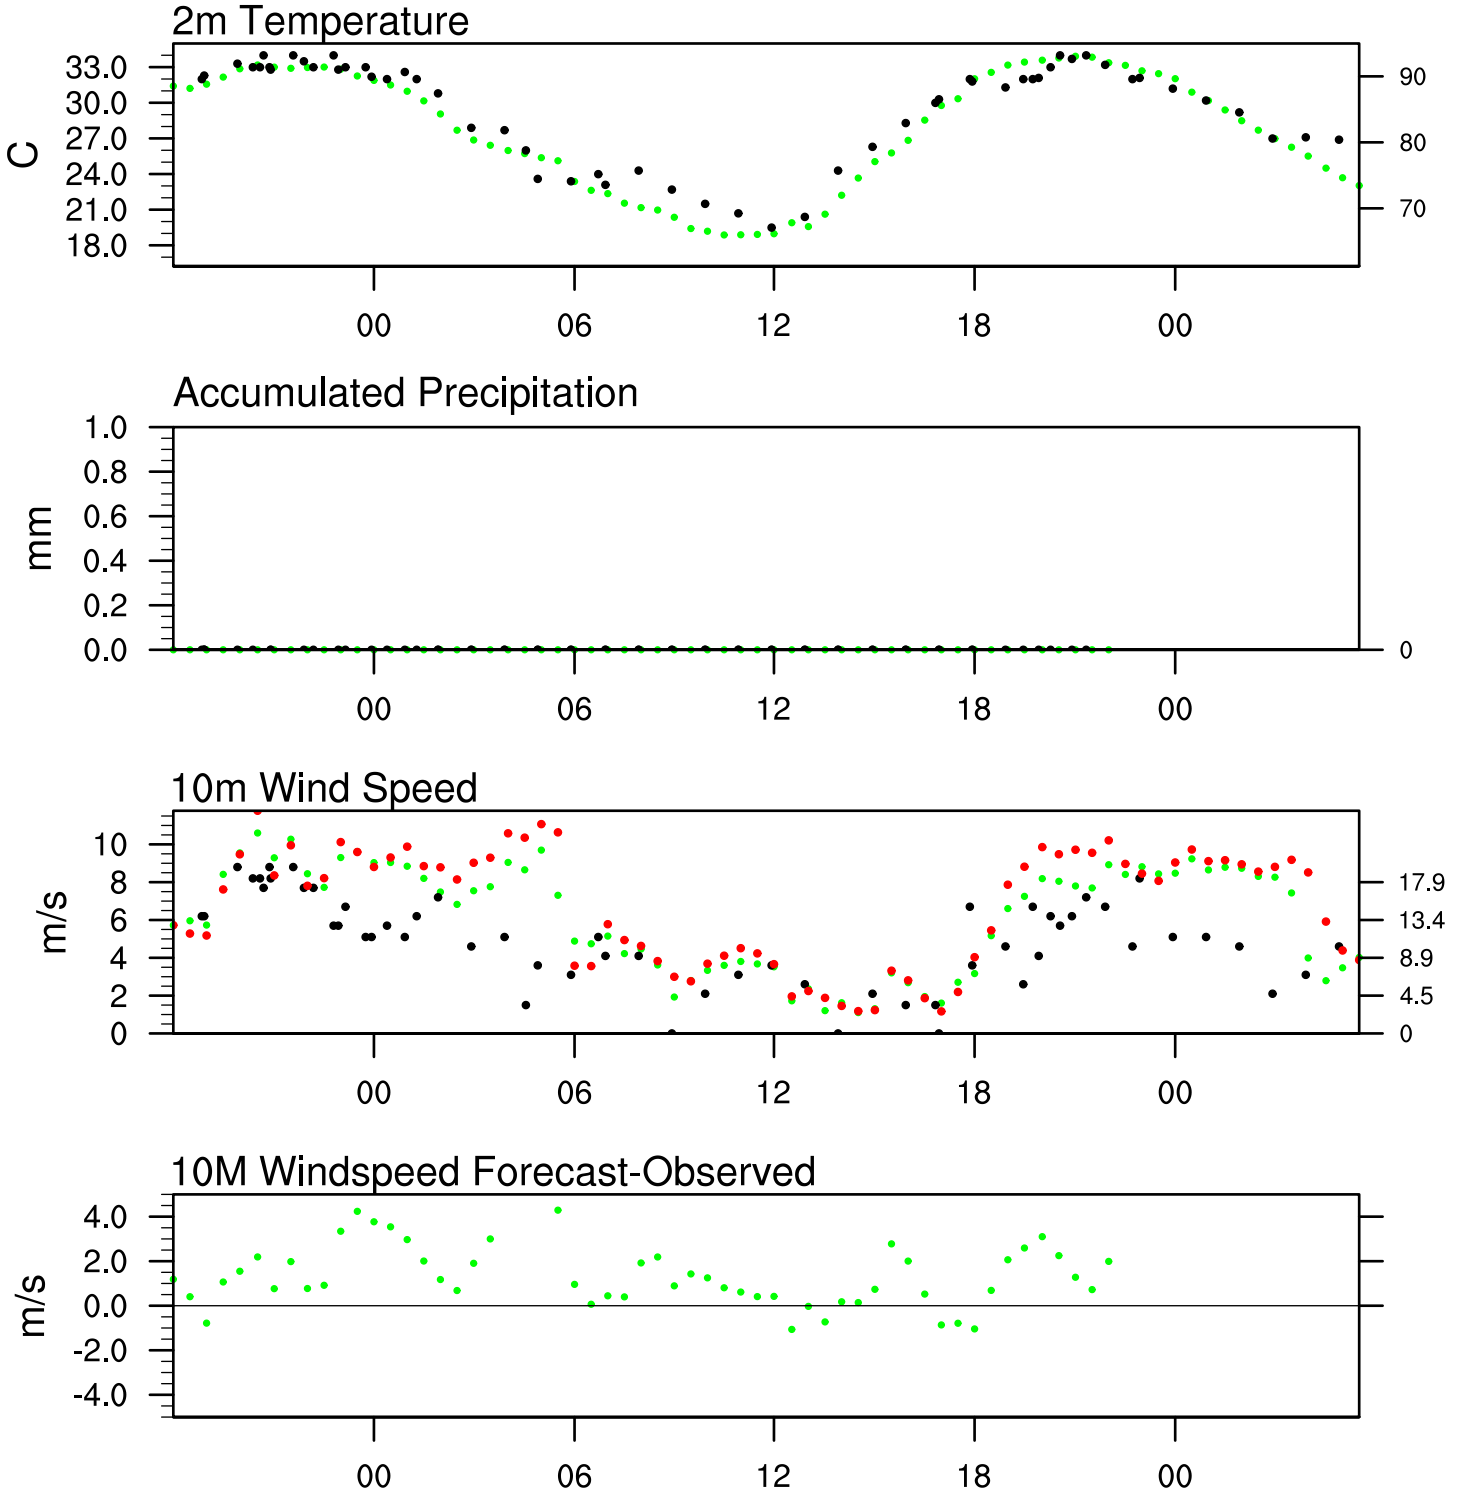 2m Temperature
33.0
30.0
27.0
24.0
21.0
18.0
C
90
80
70
00 06 12 18 00
Accumulated Precipitation
1.0
0.8
0.6
0.4
0.2
0.0
mm
0
00 06 12 18 00
10m Wind Speed
10
8
6
4
2
0
m/s
17.9
13.4
8.9
4.5
0
00 06 12 18 00
10M Windspeed Forecast-Observed
4.0
2.0
0.0
-2.0
-4.0
m/s
00 06 12 18 00